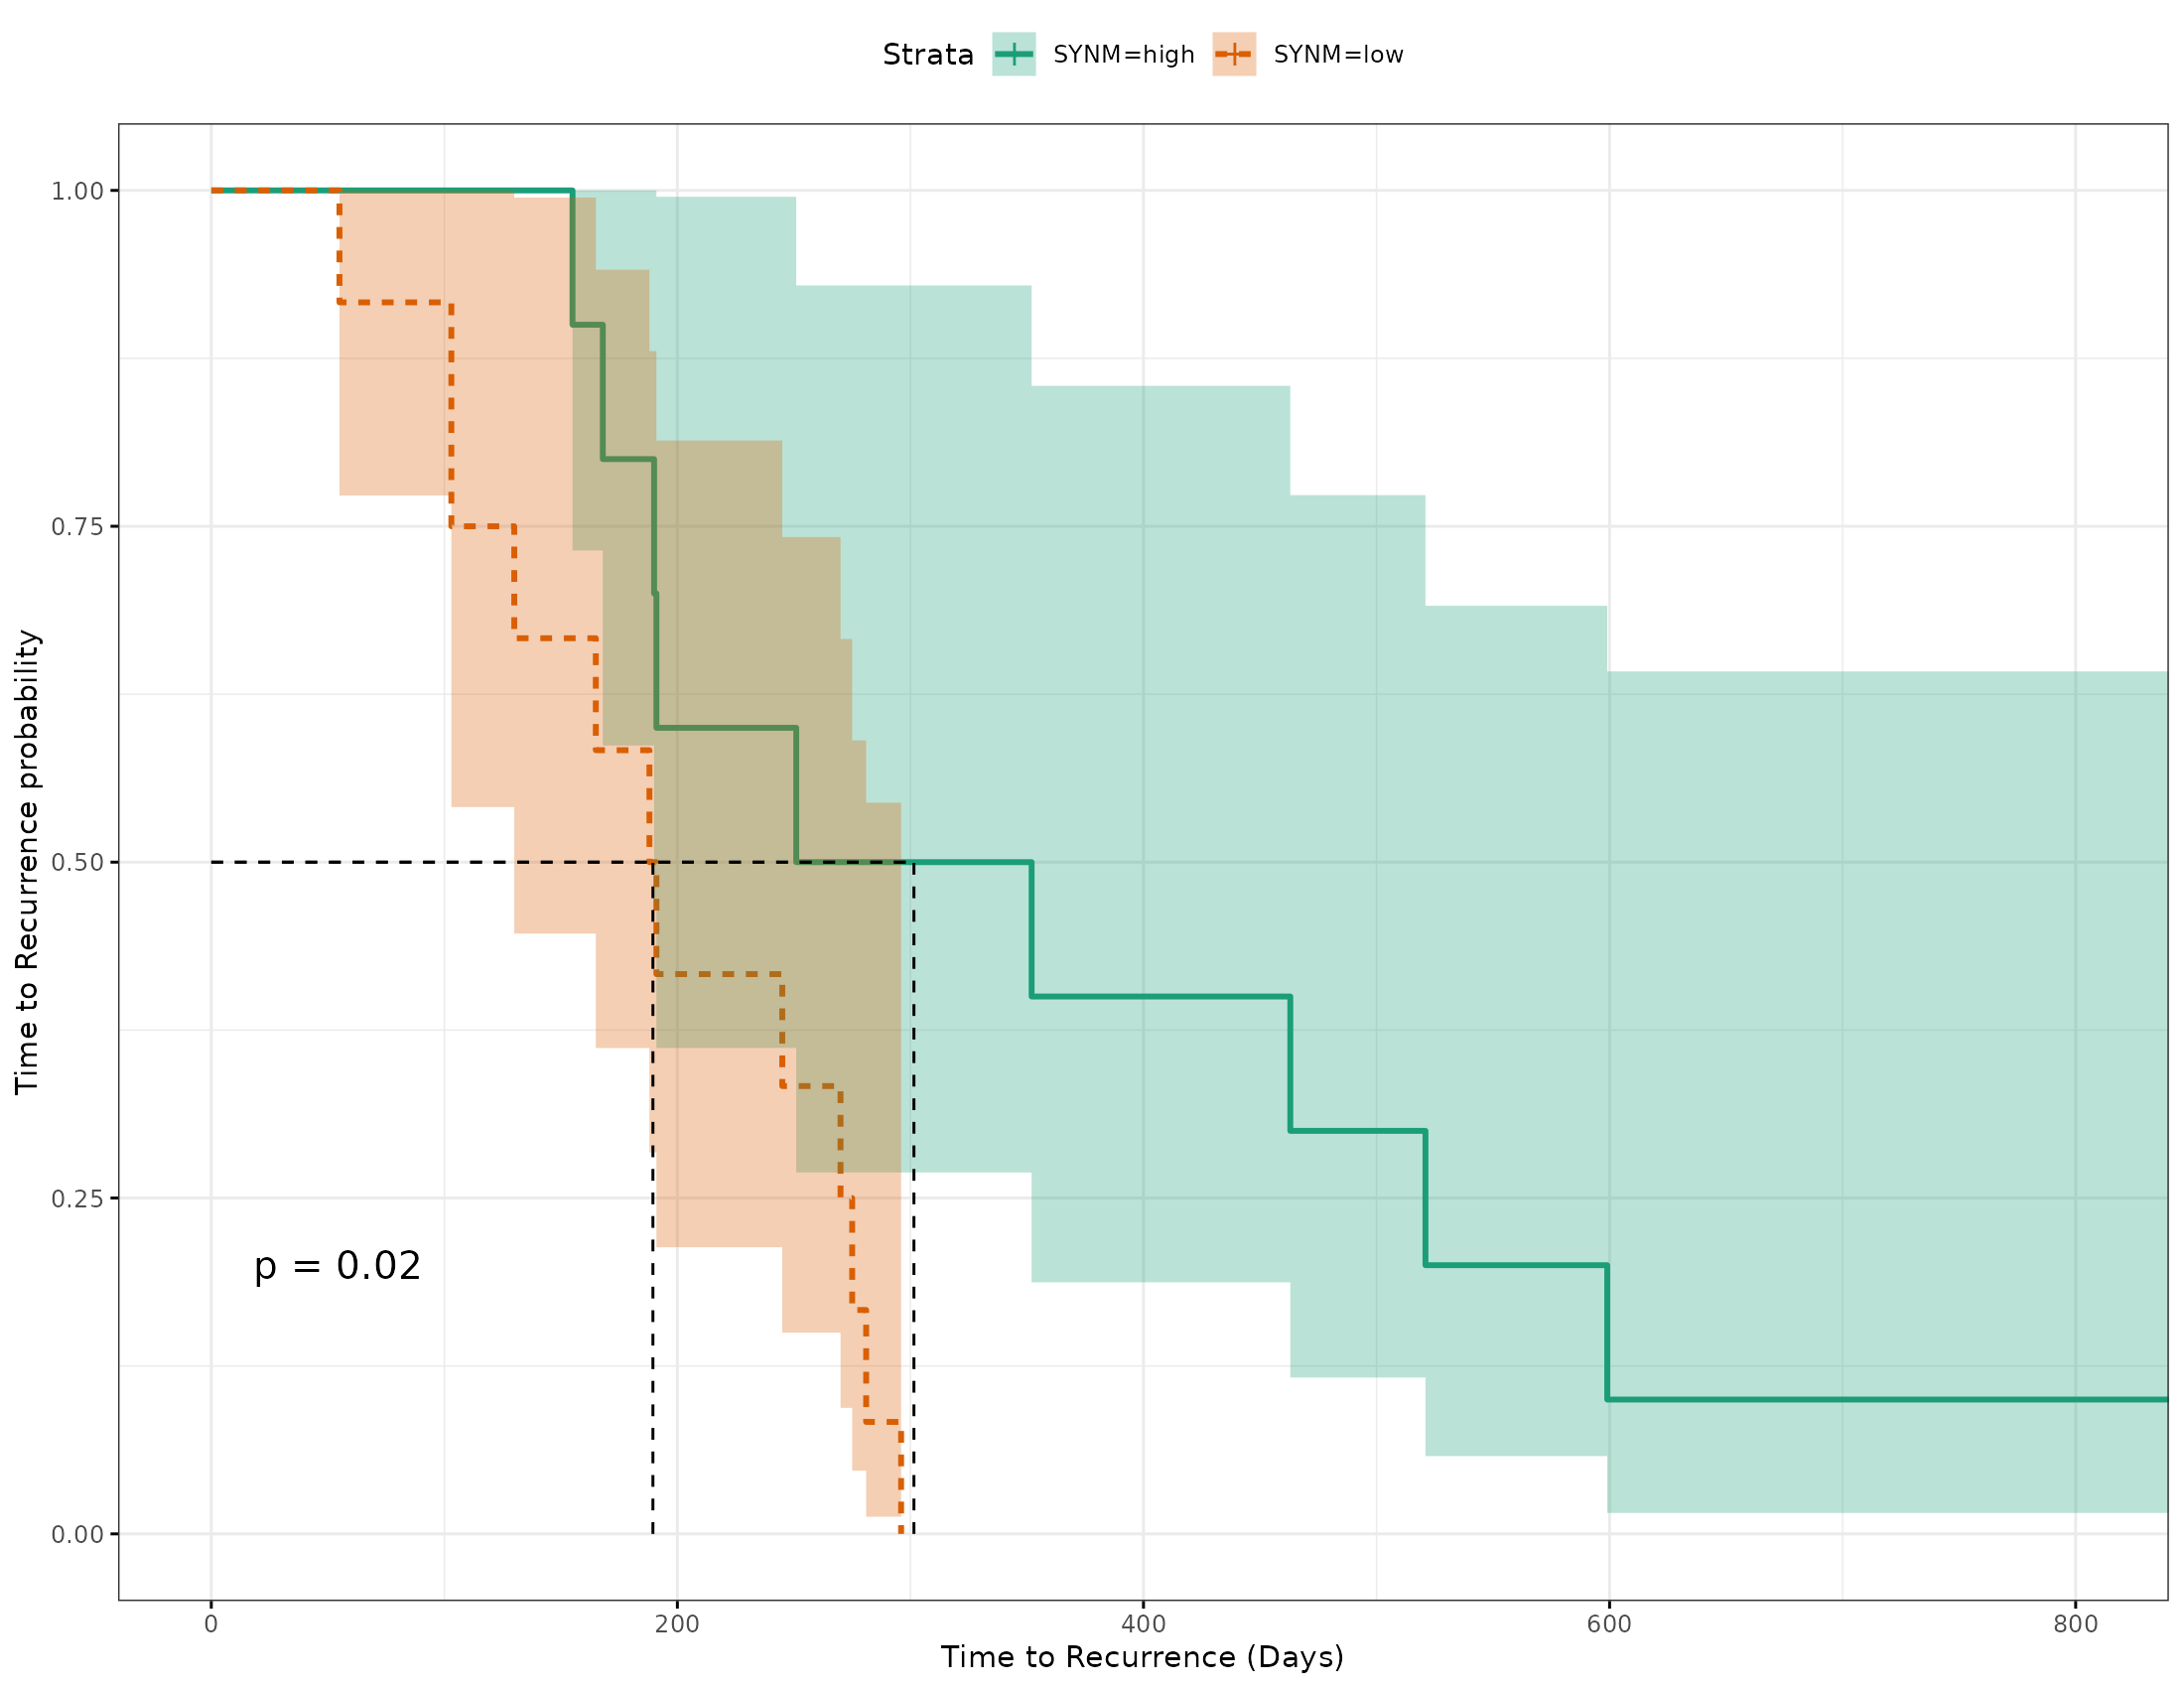 Strata SYNM=high SYNM=low
1.00
0.75
0.50
0.25
0.00
Time to Recurrence probability
p = 0.02
0 200 400 600 800
Time to Recurrence (Days)